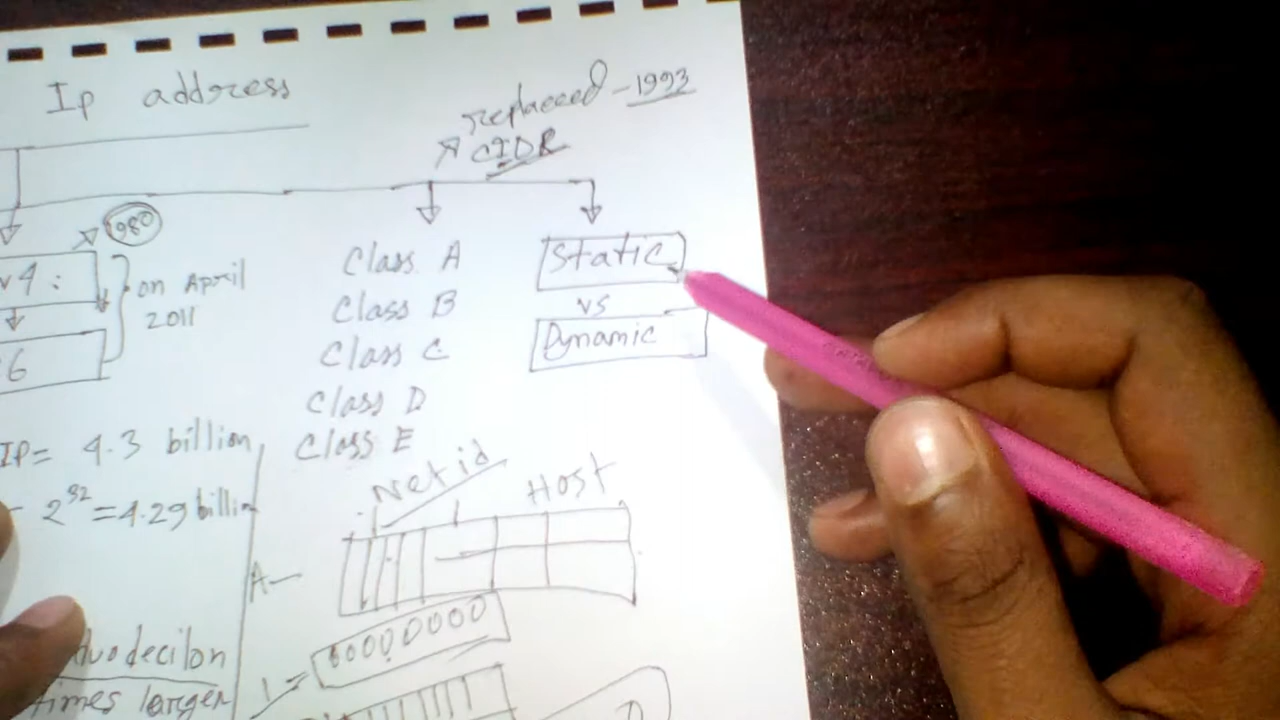 Ip address
replaced - 1993
CIDR
1980
v4 :
on April
2011
6
Class A
Class B
Class C
Class D
Class E
Static
vs
Dynamic
IP = 4.3 billion
2^32 = 4.29 billion
Net id
Host
A -
00000000
duodecilon
times larger